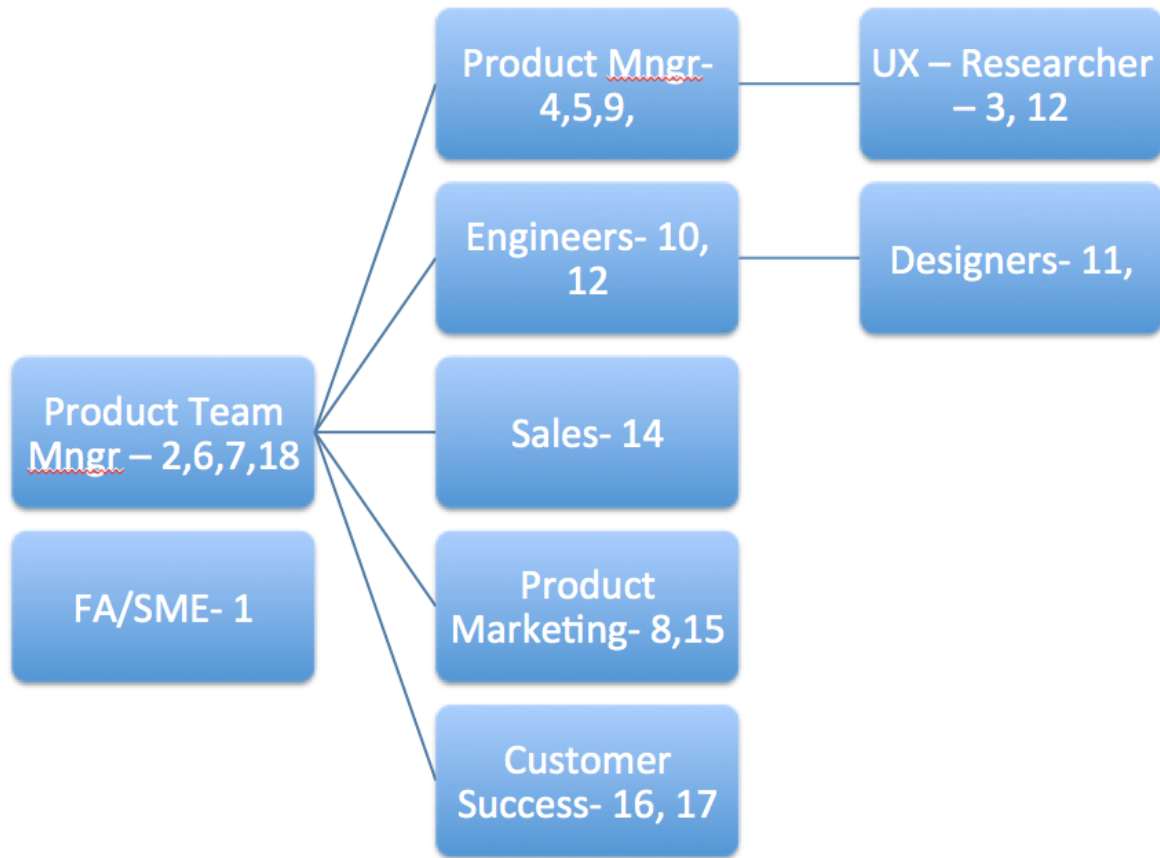 Product Mngr-
4,5,9,
UX – Researcher
– 3, 12
Engineers- 10,
12
Designers- 11,
Product Team
Mngr – 2,6,7,18
Sales- 14
FA/SME- 1
Product
Marketing- 8,15
Customer
Success- 16, 17